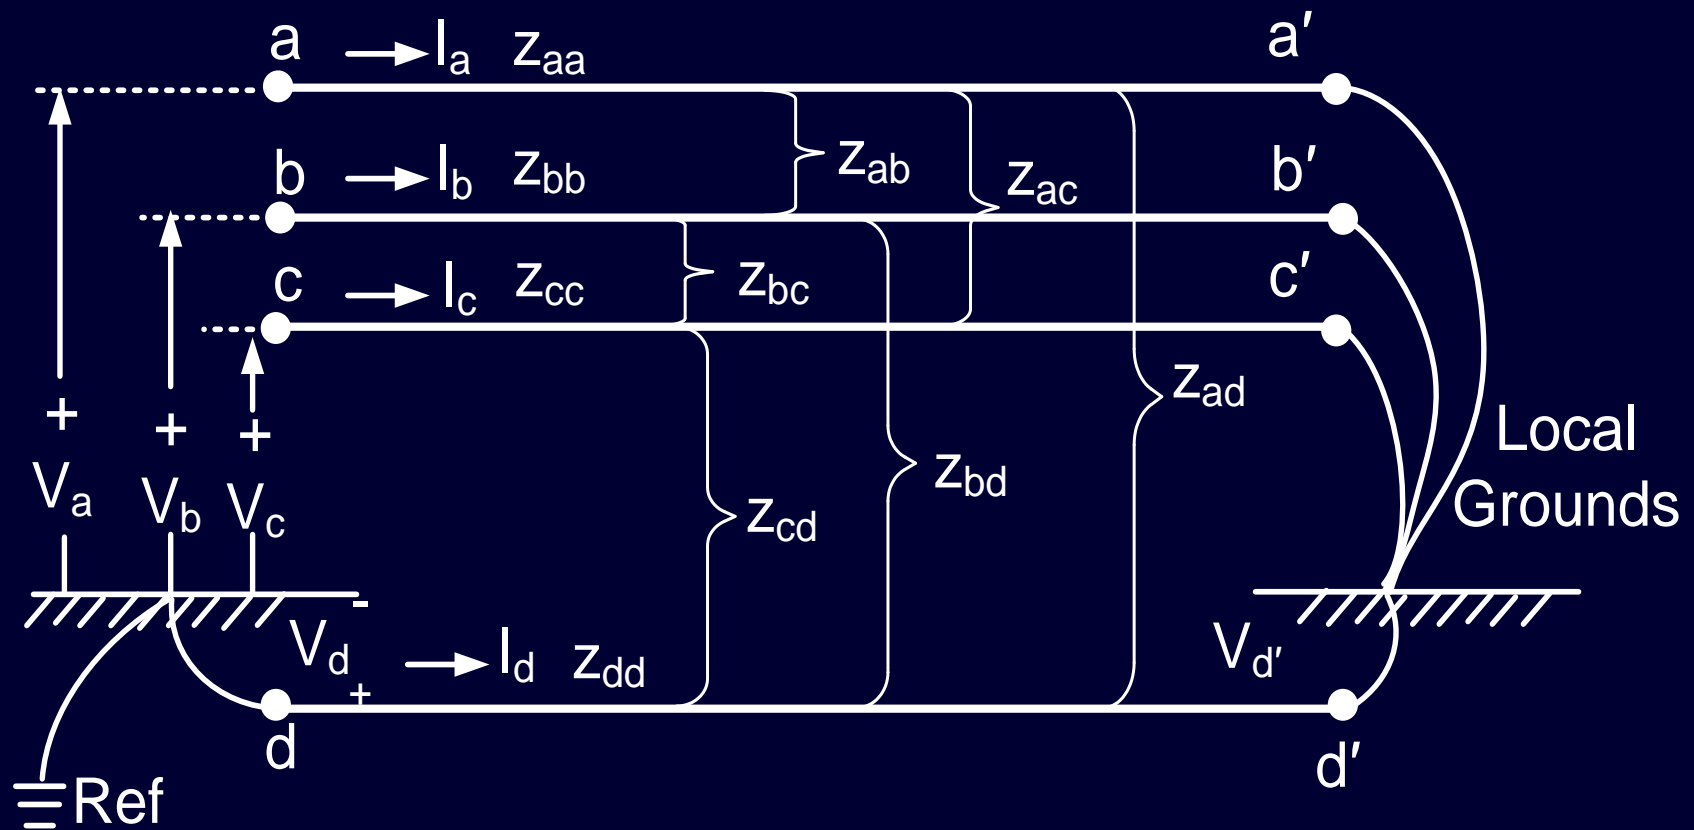 a → I_a z_aa a′
b → I_b z_bb z_ab z_ac b′
c → I_c z_cc z_bc c′
+ + +
V_a V_b V_c z_cd z_bd z_ad Local
Grounds
-
V_d → I_d z_dd V_d′
+
d d′
Ref